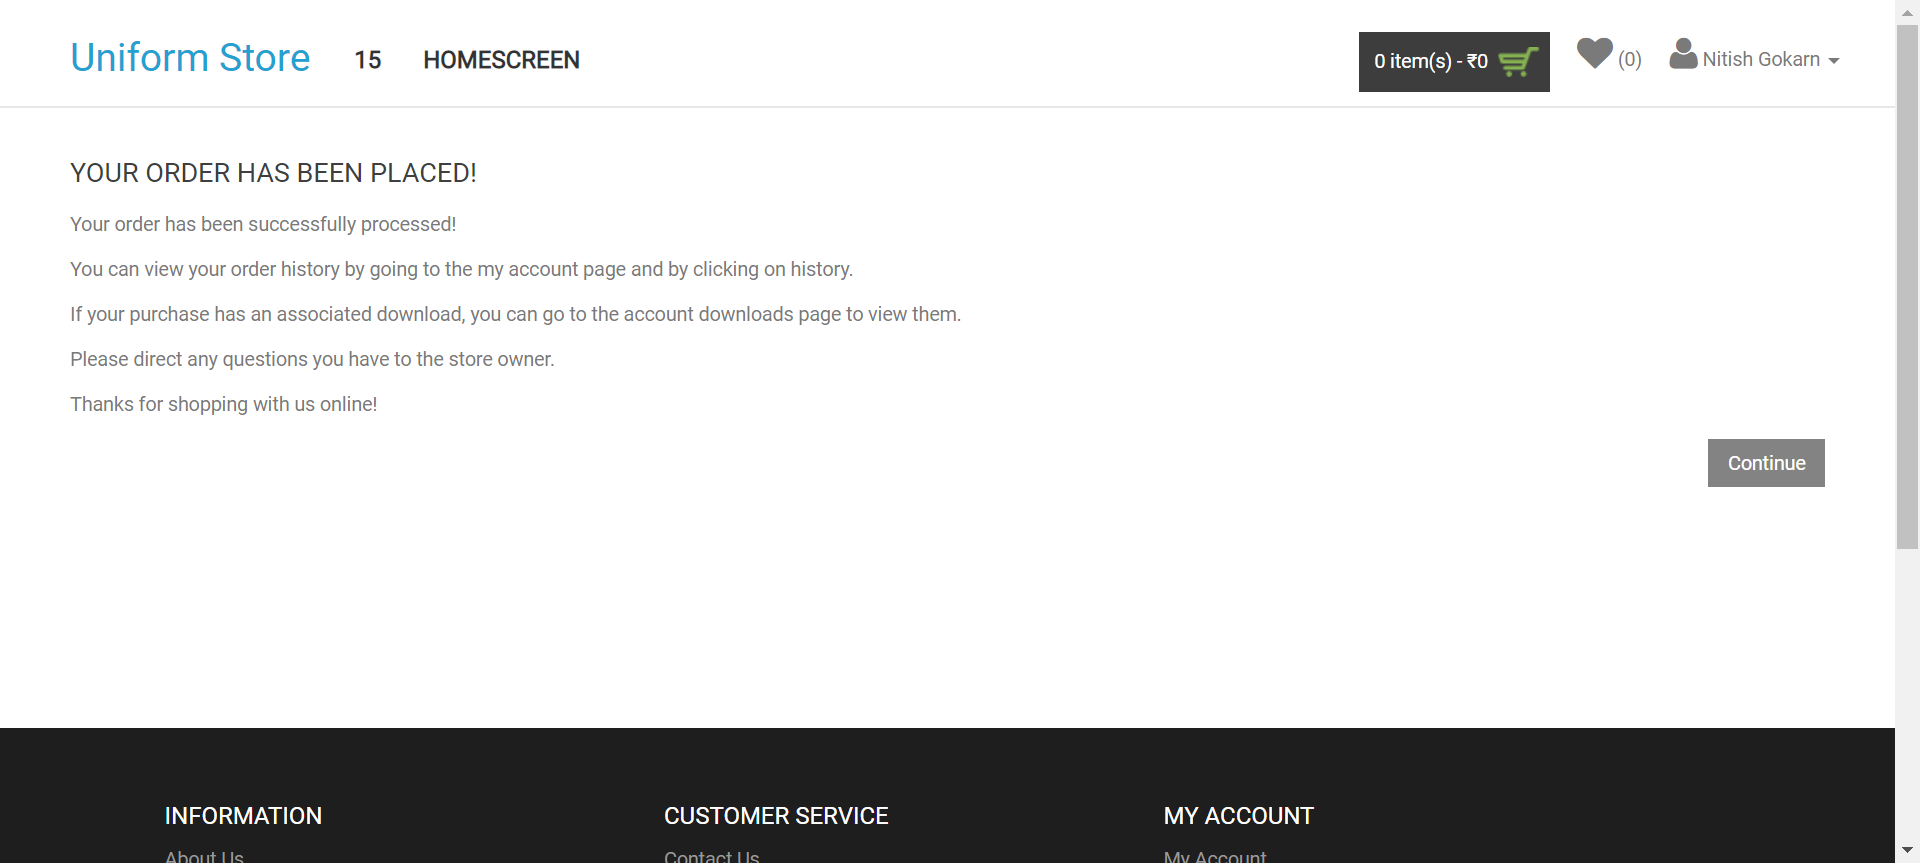 Uniform Store 15 HOMESCREEN 0 item(s) - ₹0 (0) Nitish Gokarn
YOUR ORDER HAS BEEN PLACED!
Your order has been successfully processed!
You can view your order history by going to the my account page and by clicking on history.
If your purchase has an associated download, you can go to the account downloads page to view them.
Please direct any questions you have to the store owner.
Thanks for shopping with us online!
Continue
INFORMATION CUSTOMER SERVICE MY ACCOUNT
About Us Contact Us My Account